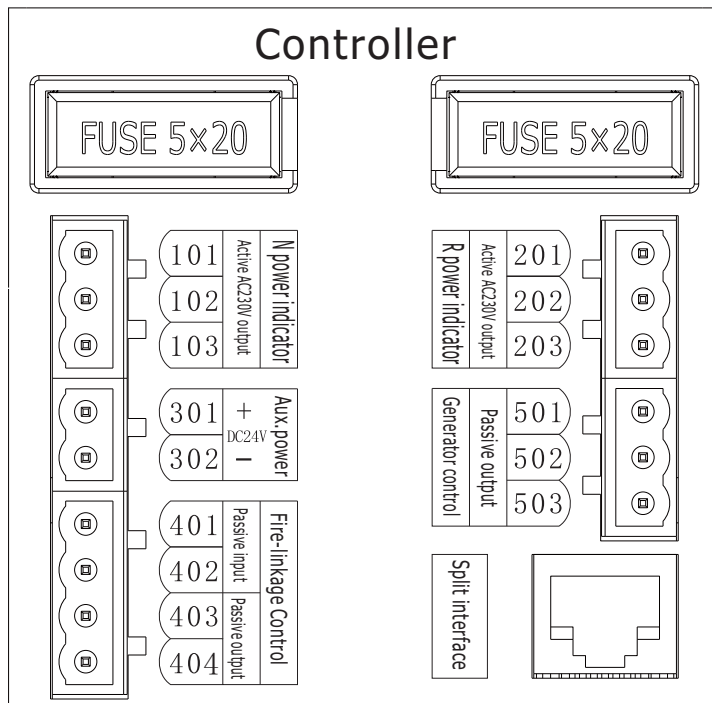 Controller
FUSE 5×20
FUSE 5×20
101
102
103
Active AC230V output
N power indicator
R power indicator
Active AC230V output
201
202
203
301
302
+
DC24V
−
Aux.power
Generator control
Passive output
501
502
503
401
402
403
404
Passive input
Passive output
Fire-linkage Control
Split interface